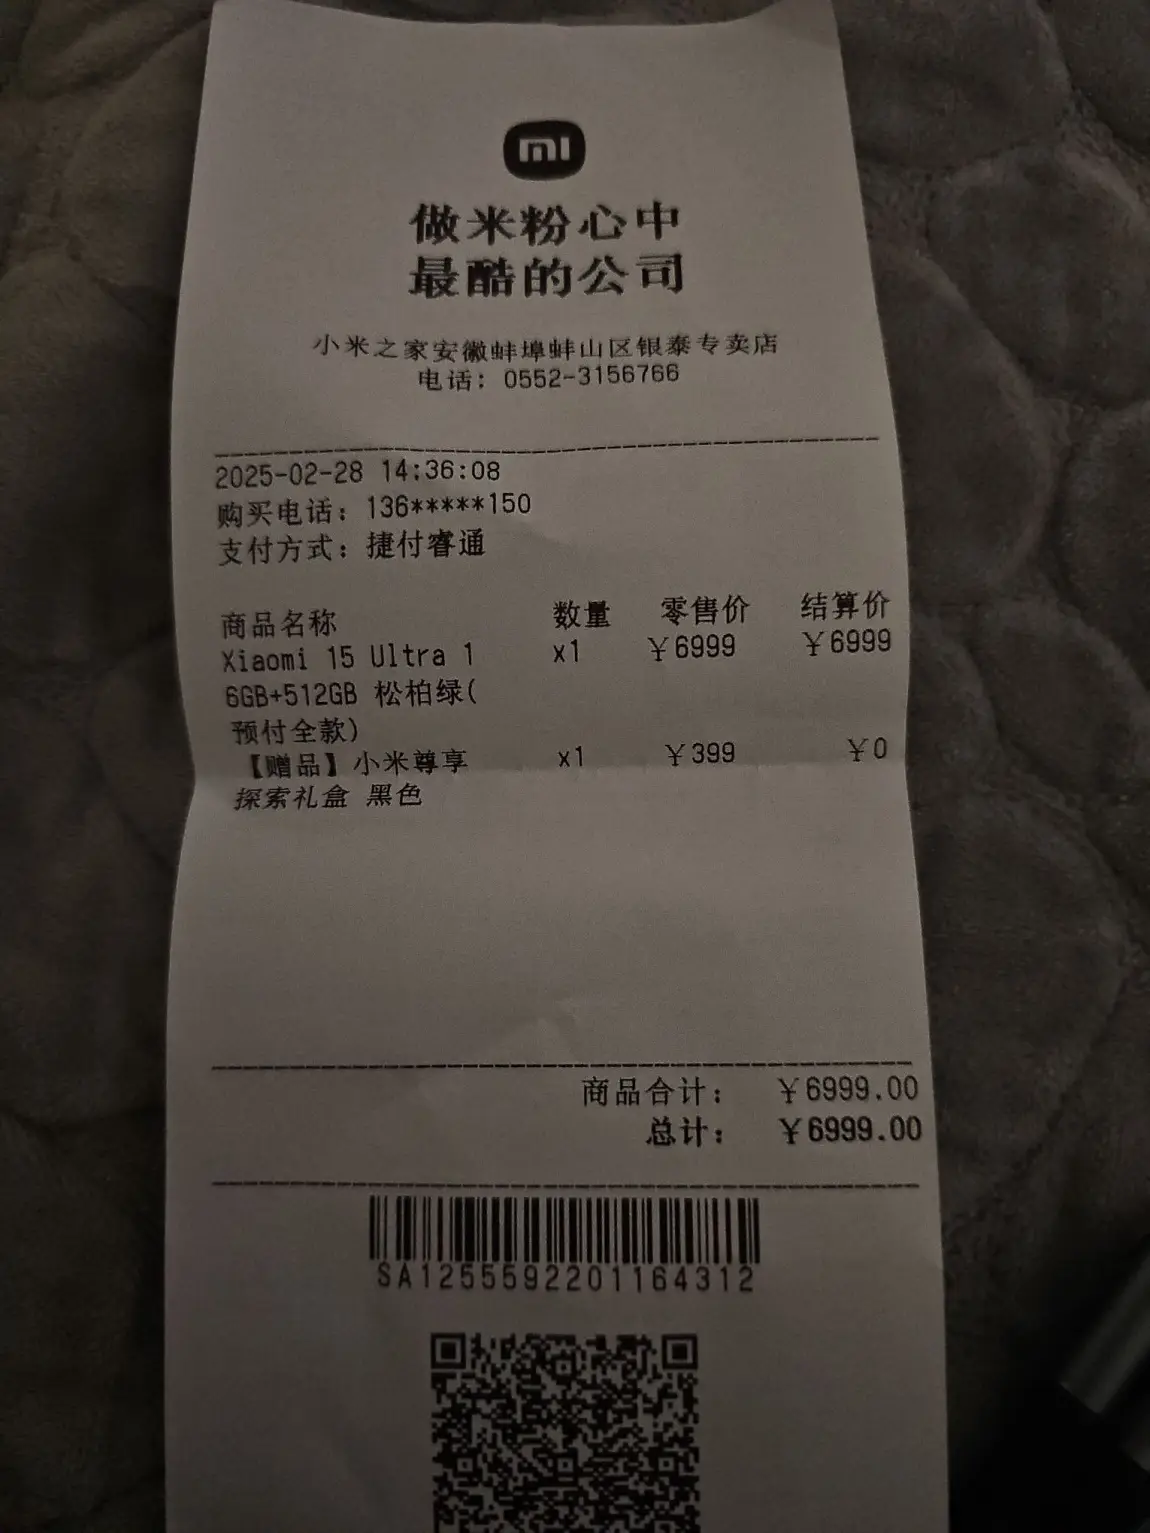 mi
做米粉心中
最酷的公司
小米之家安徽蚌埠蚌山区银泰专卖店
电话: 0552-3156766
2025-02-28 14:36:08
购买电话: 136*****150
支付方式: 捷付睿通
商品名称 数量 零售价 结算价
Xiaomi 15 Ultra 1 x1 ￥6999 ￥6999
6GB+512GB 松柏绿(
预付全款)
【赠品】小米尊享 x1 ￥399 ￥0
探索礼盒 黑色
商品合计: ￥6999.00
总计: ￥6999.00
SA1255592201164312